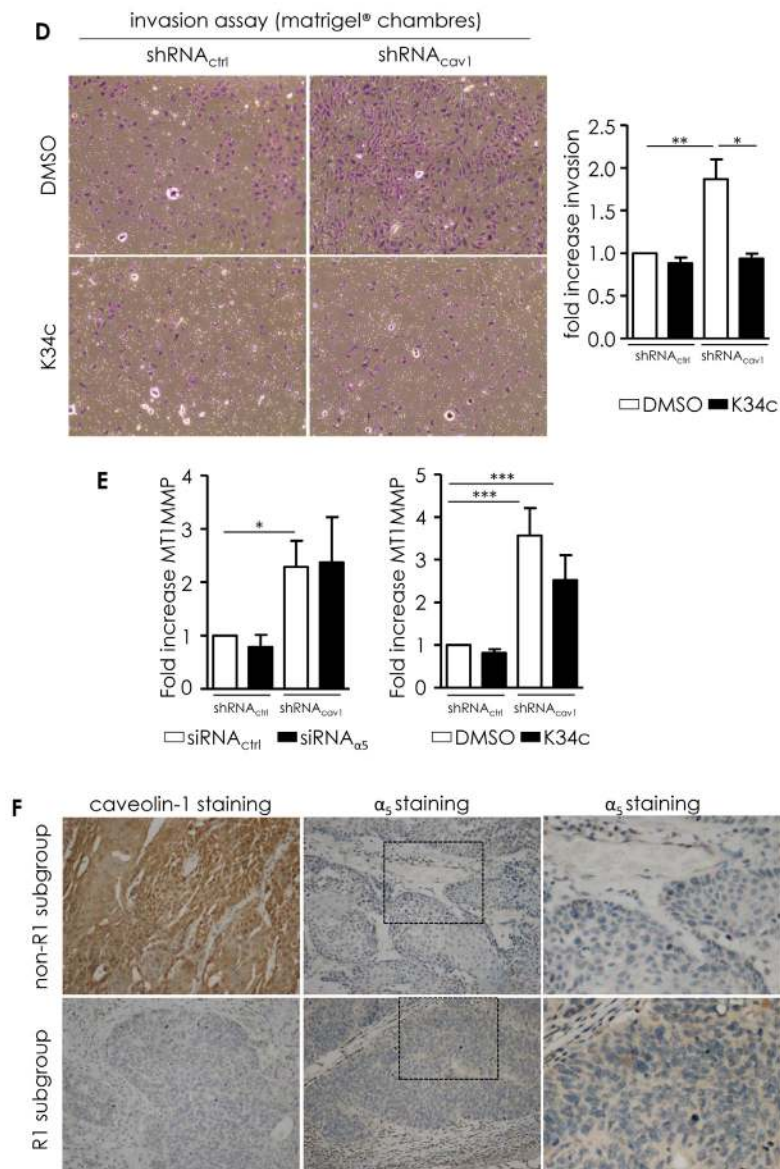 D
invasion assay (matrigel® chambres)
shRNActrl
shRNAcav1
DMSO
K34c
fold increase invasion
2.5
2.0
1.5
1.0
0.5
0.0
**
*
shRNActrl
shRNAcav1
DMSO
K34c
E
Fold increase MT1MMP
4
3
2
1
0
*
shRNActrl
shRNAcav1
siRNActrl
siRNAα5
Fold increase MT1MMP
5
4
3
2
1
0
***
***
shRNActrl
shRNAcav1
DMSO
K34c
F
caveolin-1 staining
α5 staining
α5 staining
non-R1 subgroup
R1 subgroup